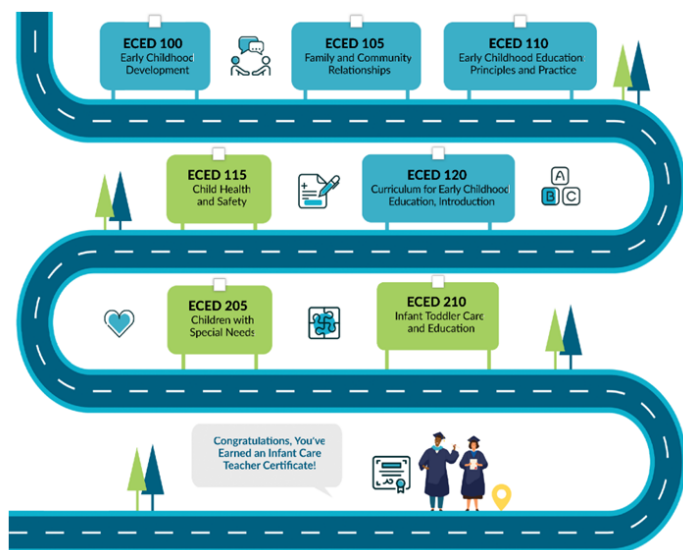 ECED 100
Early Childhood
Development
ECED 105
Family and Community
Relationships
ECED 110
Early Childhood Education
Principles and Practice
ECED 115
Child Health
and Safety
ECED 120
Curriculum for Early Childhood
Education, Introduction
A
B C
ECED 205
Children with
Special Needs
ECED 210
Infant Toddler Care
and Education
Congratulations, You've
Earned an Infant Care
Teacher Certificate!